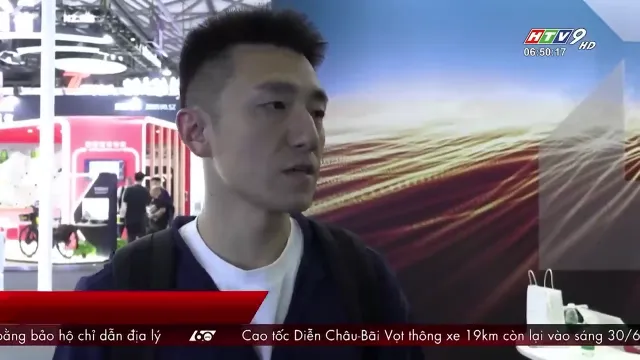 HTV9 HD
06:50:17
bằng bảo hộ chỉ dẫn địa lý 60s Cao tốc Diễn Châu-Bãi Vọt thông xe 19km còn lại vào sáng 30/6